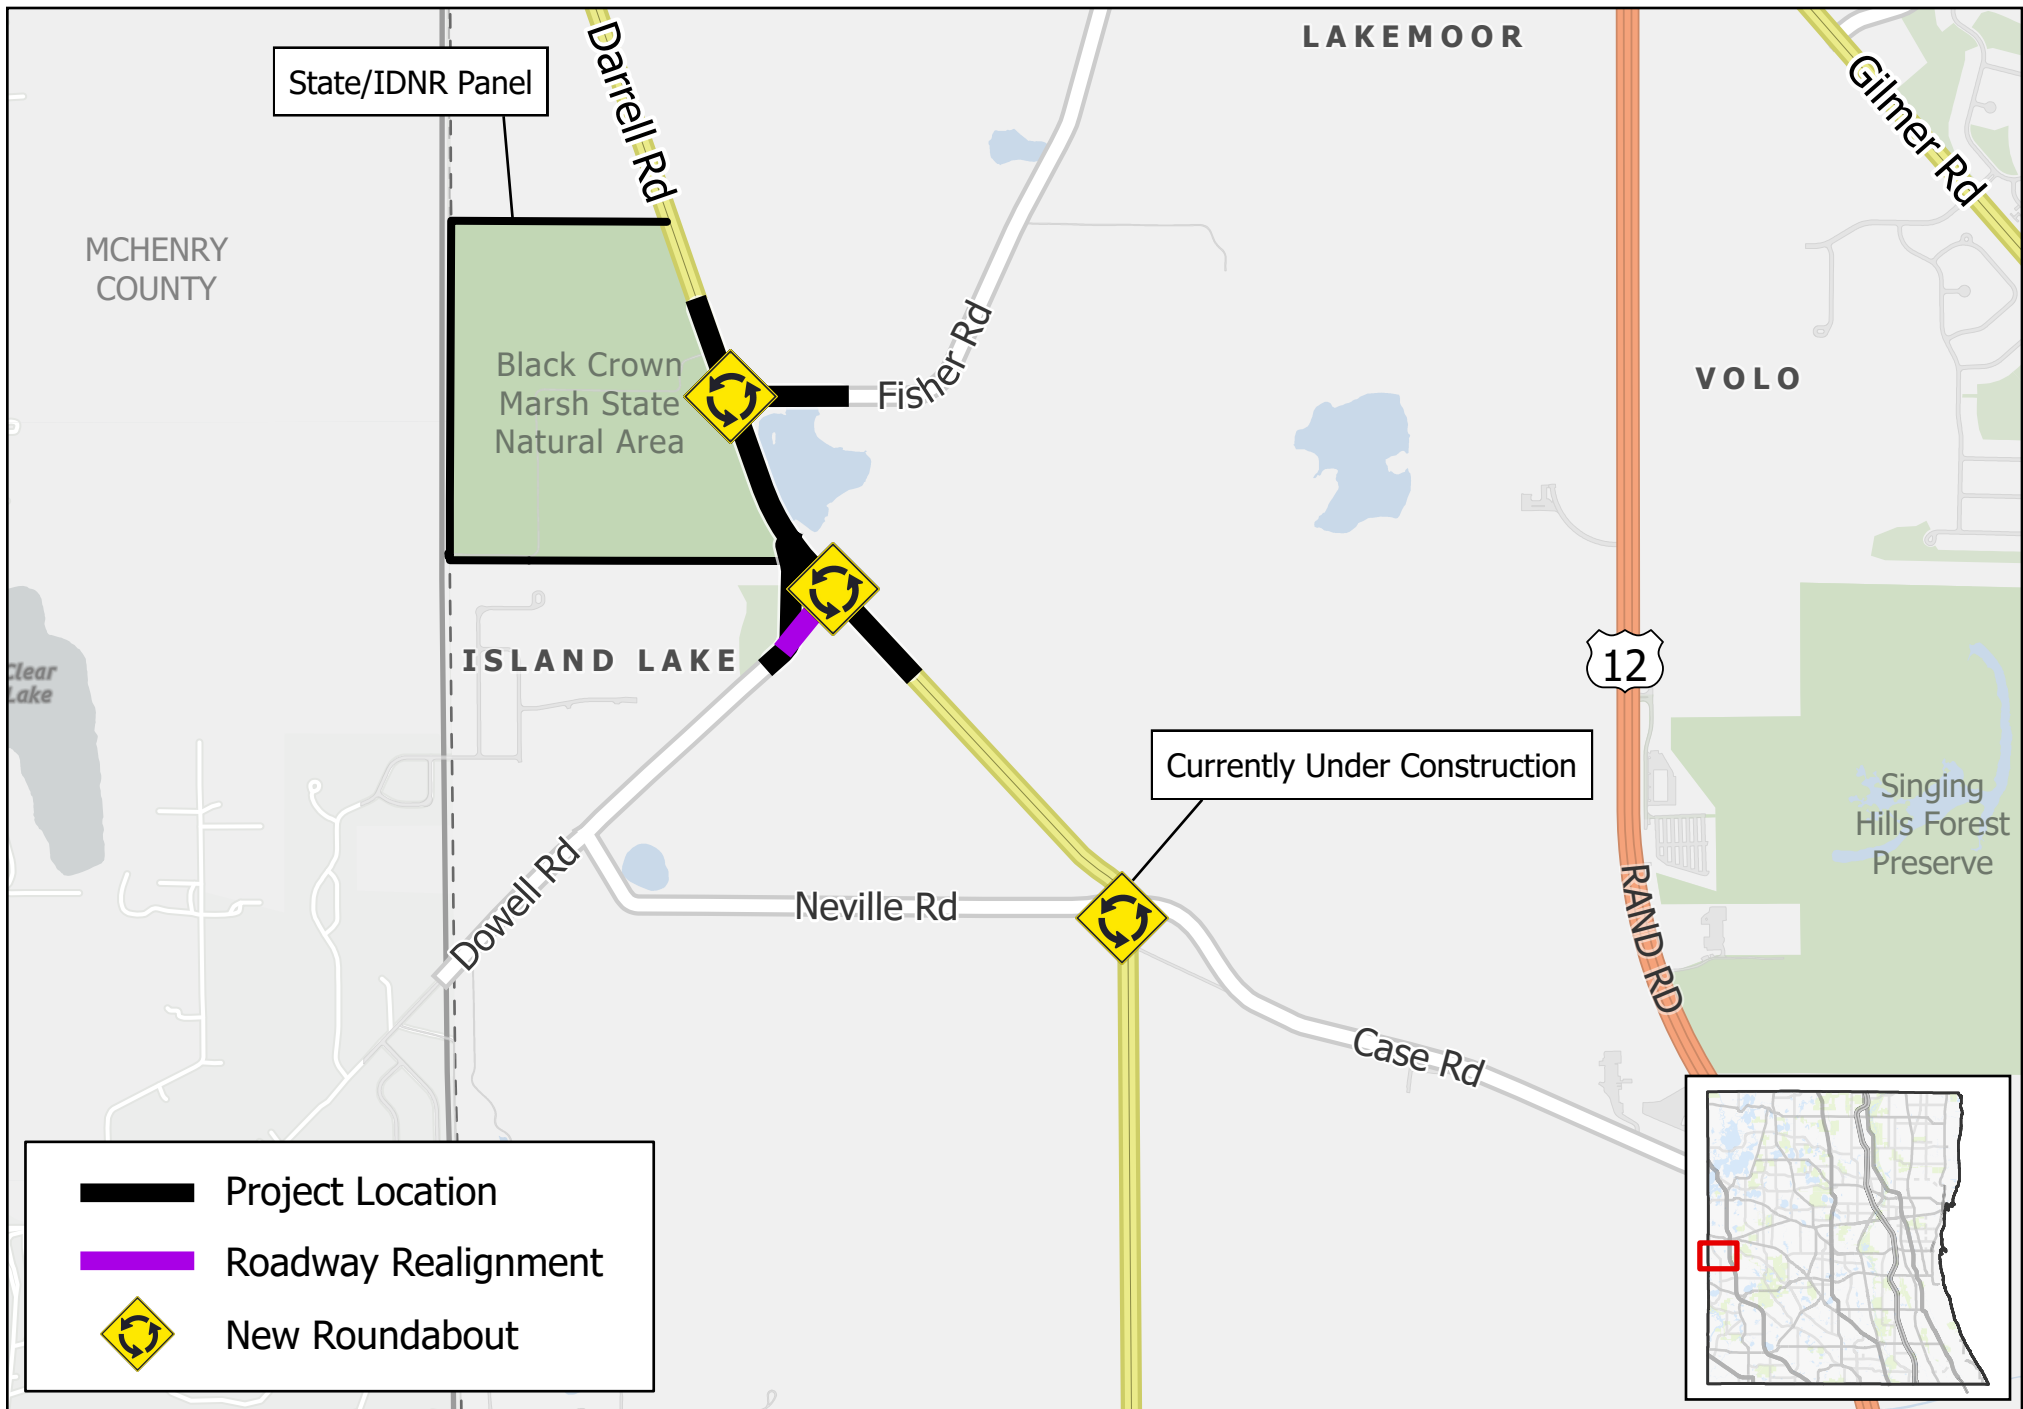 LAKEMOOR
State/IDNR Panel
Darrell Rd
Gilmer Rd
MCHENRY
COUNTY
Fisher Rd
Black Crown
Marsh State
Natural Area
VOLO
ISLAND LAKE
Clear
Lake
12
Currently Under Construction
Singing
Hills Forest
Preserve
Dowell Rd
Neville Rd
RAND RD
Case Rd
Project Location
Roadway Realignment
New Roundabout